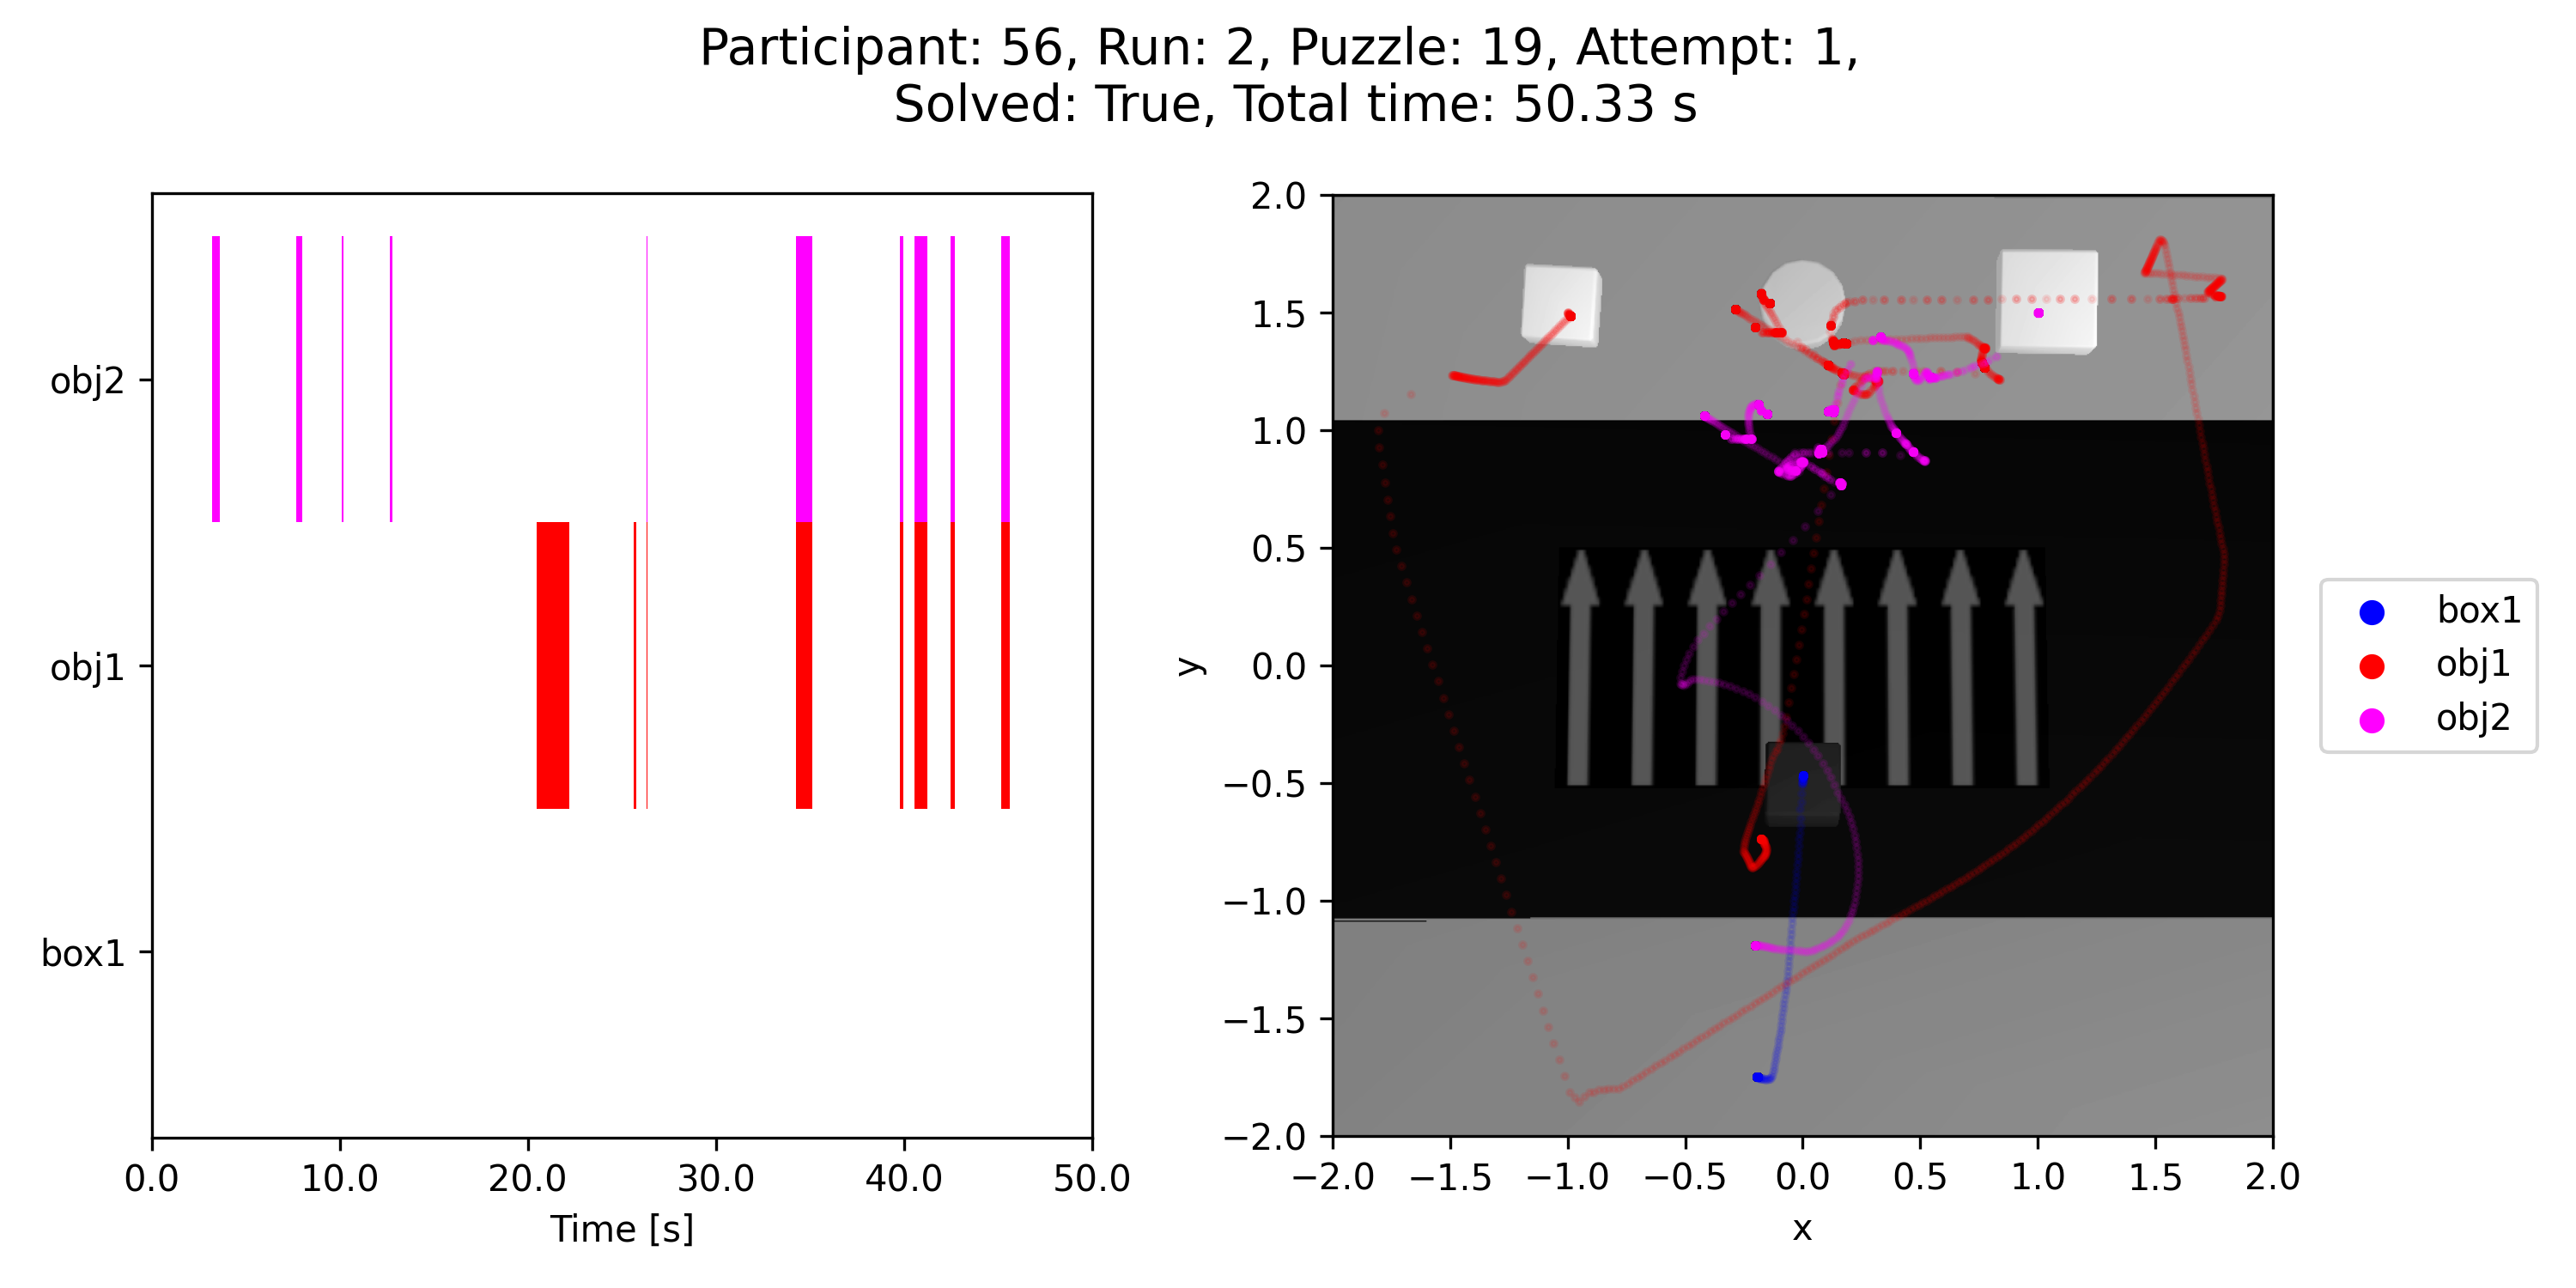 Participant: 56, Run: 2, Puzzle: 19, Attempt: 1,
Solved: True, Total time: 50.33 s
obj2
obj1
box1
0.0 10.0 20.0 30.0 40.0 50.0
Time [s]
2.0
1.5
1.0
0.5
0.0
−0.5
−1.0
−1.5
−2.0
y
−2.0 −1.5 −1.0 −0.5 0.0 0.5 1.0 1.5 2.0
x
box1
obj1
obj2